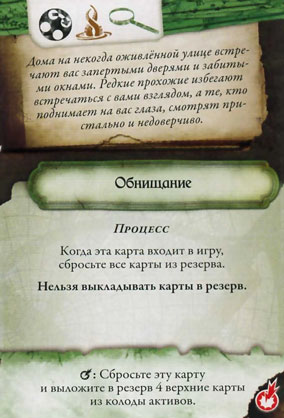 Дома на некогда оживлённой улице встре-
чают вас запертыми дверями и забиты-
ми окнами. Редкие прохожие избегают
встречаться с вами взглядом, а те, кто
поднимает на вас глаза, смотрят при-
стально и недоверчиво.
Обнищание
Процесс
Когда эта карта входит в игру,
сбросьте все карты из резерва.
Нельзя выкладывать карты в резерв.
: Сбросьте эту карту
и выложите в резерв 4 верхние карты
из колоды активов.